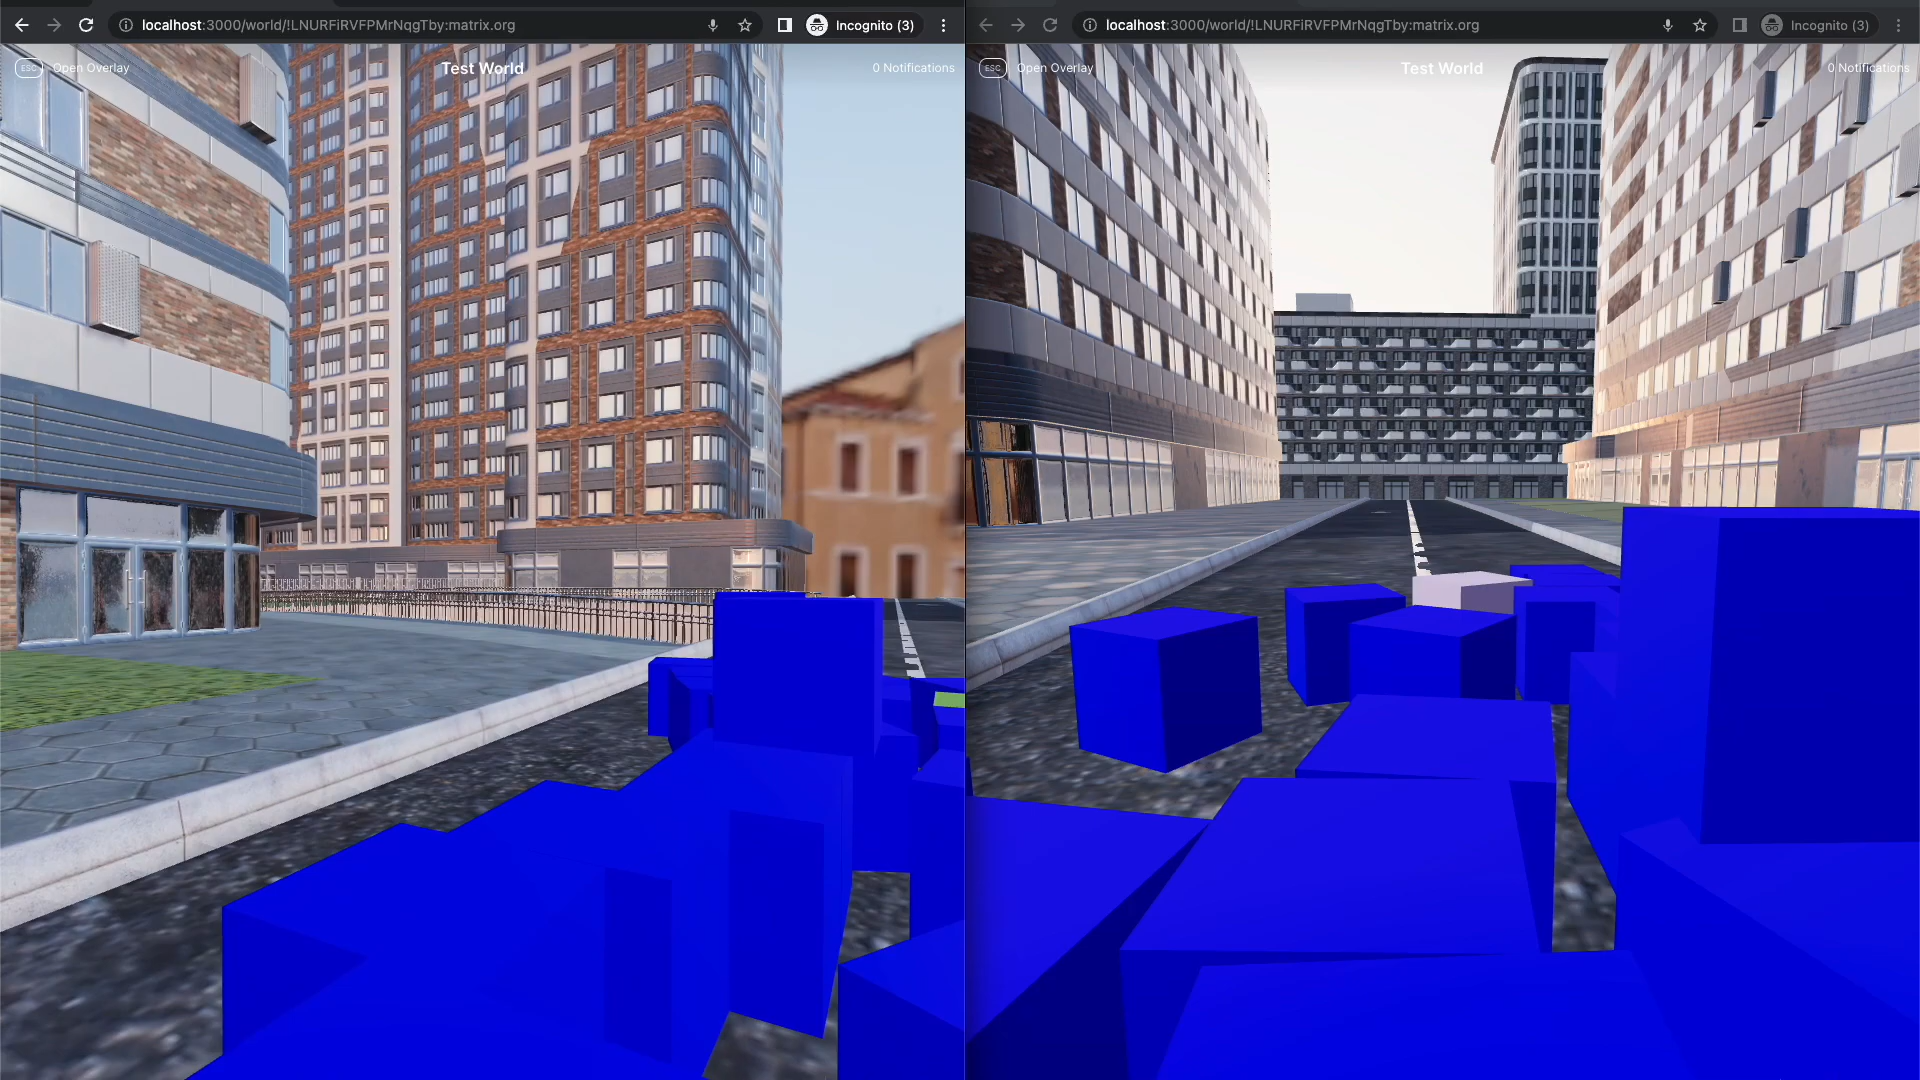 localhost:3000/world/!LNURFiRVFPMrNqgTby:matrix.org
Incognito (3)
ESC Open Overlay
Test World
0 Notifications
localhost:3000/world/!LNURFiRVFPMrNqgTby:matrix.org
Incognito (3)
ESC Open Overlay
Test World
0 Notifications